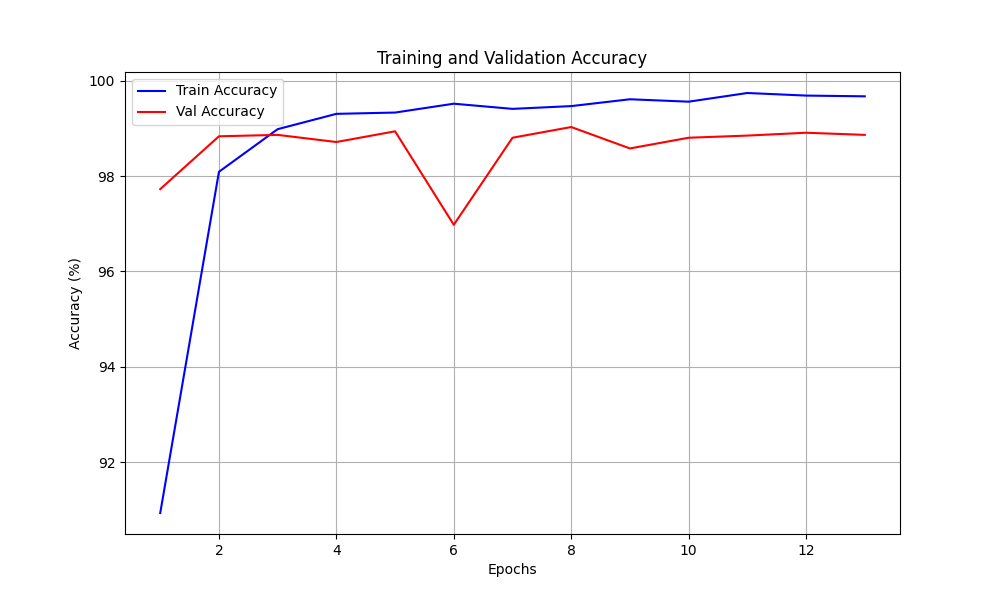 Training and Validation Accuracy
Train Accuracy
Val Accuracy
Accuracy (%)
100
98
96
94
92
2 4 6 8 10 12
Epochs